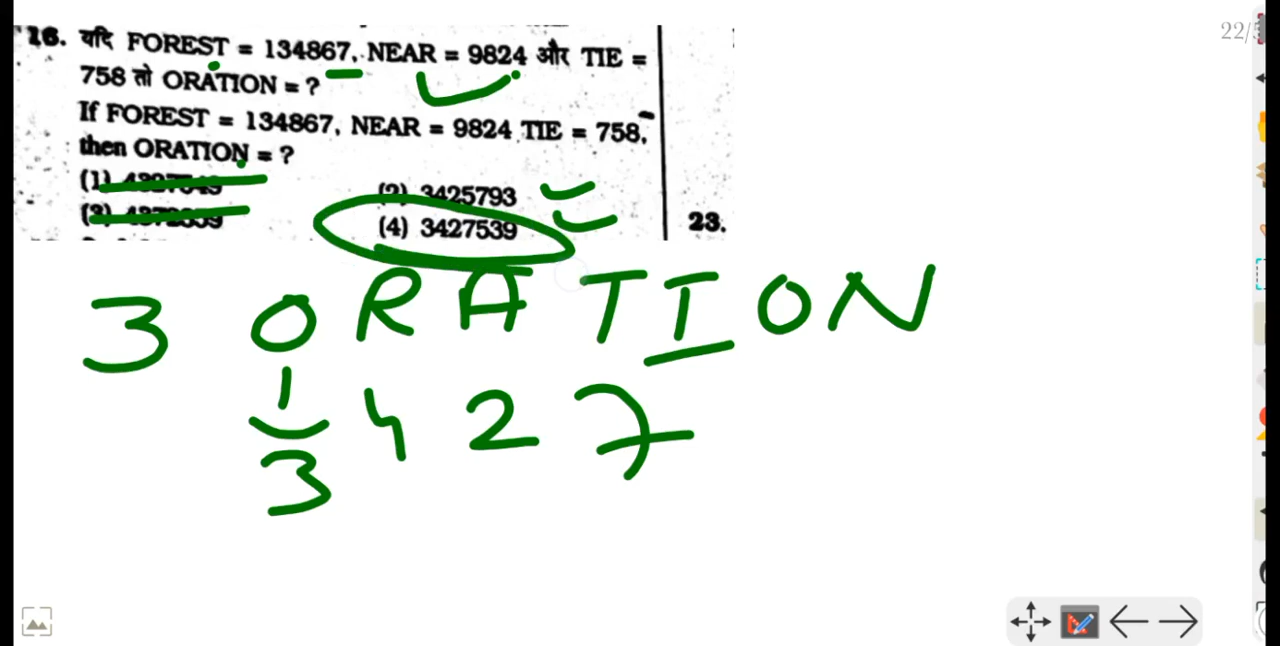 22/5
16. यदि FOREST = 134867, NEAR = 9824 और TIE =
758 तो ORATION = ?
If FOREST = 134867, NEAR = 9824 TIE = 758,
then ORATION = ?
(1) (2) 3425793
(3) (4) 3427539
23.
3 O R A T I O N
1 4 2 7
3